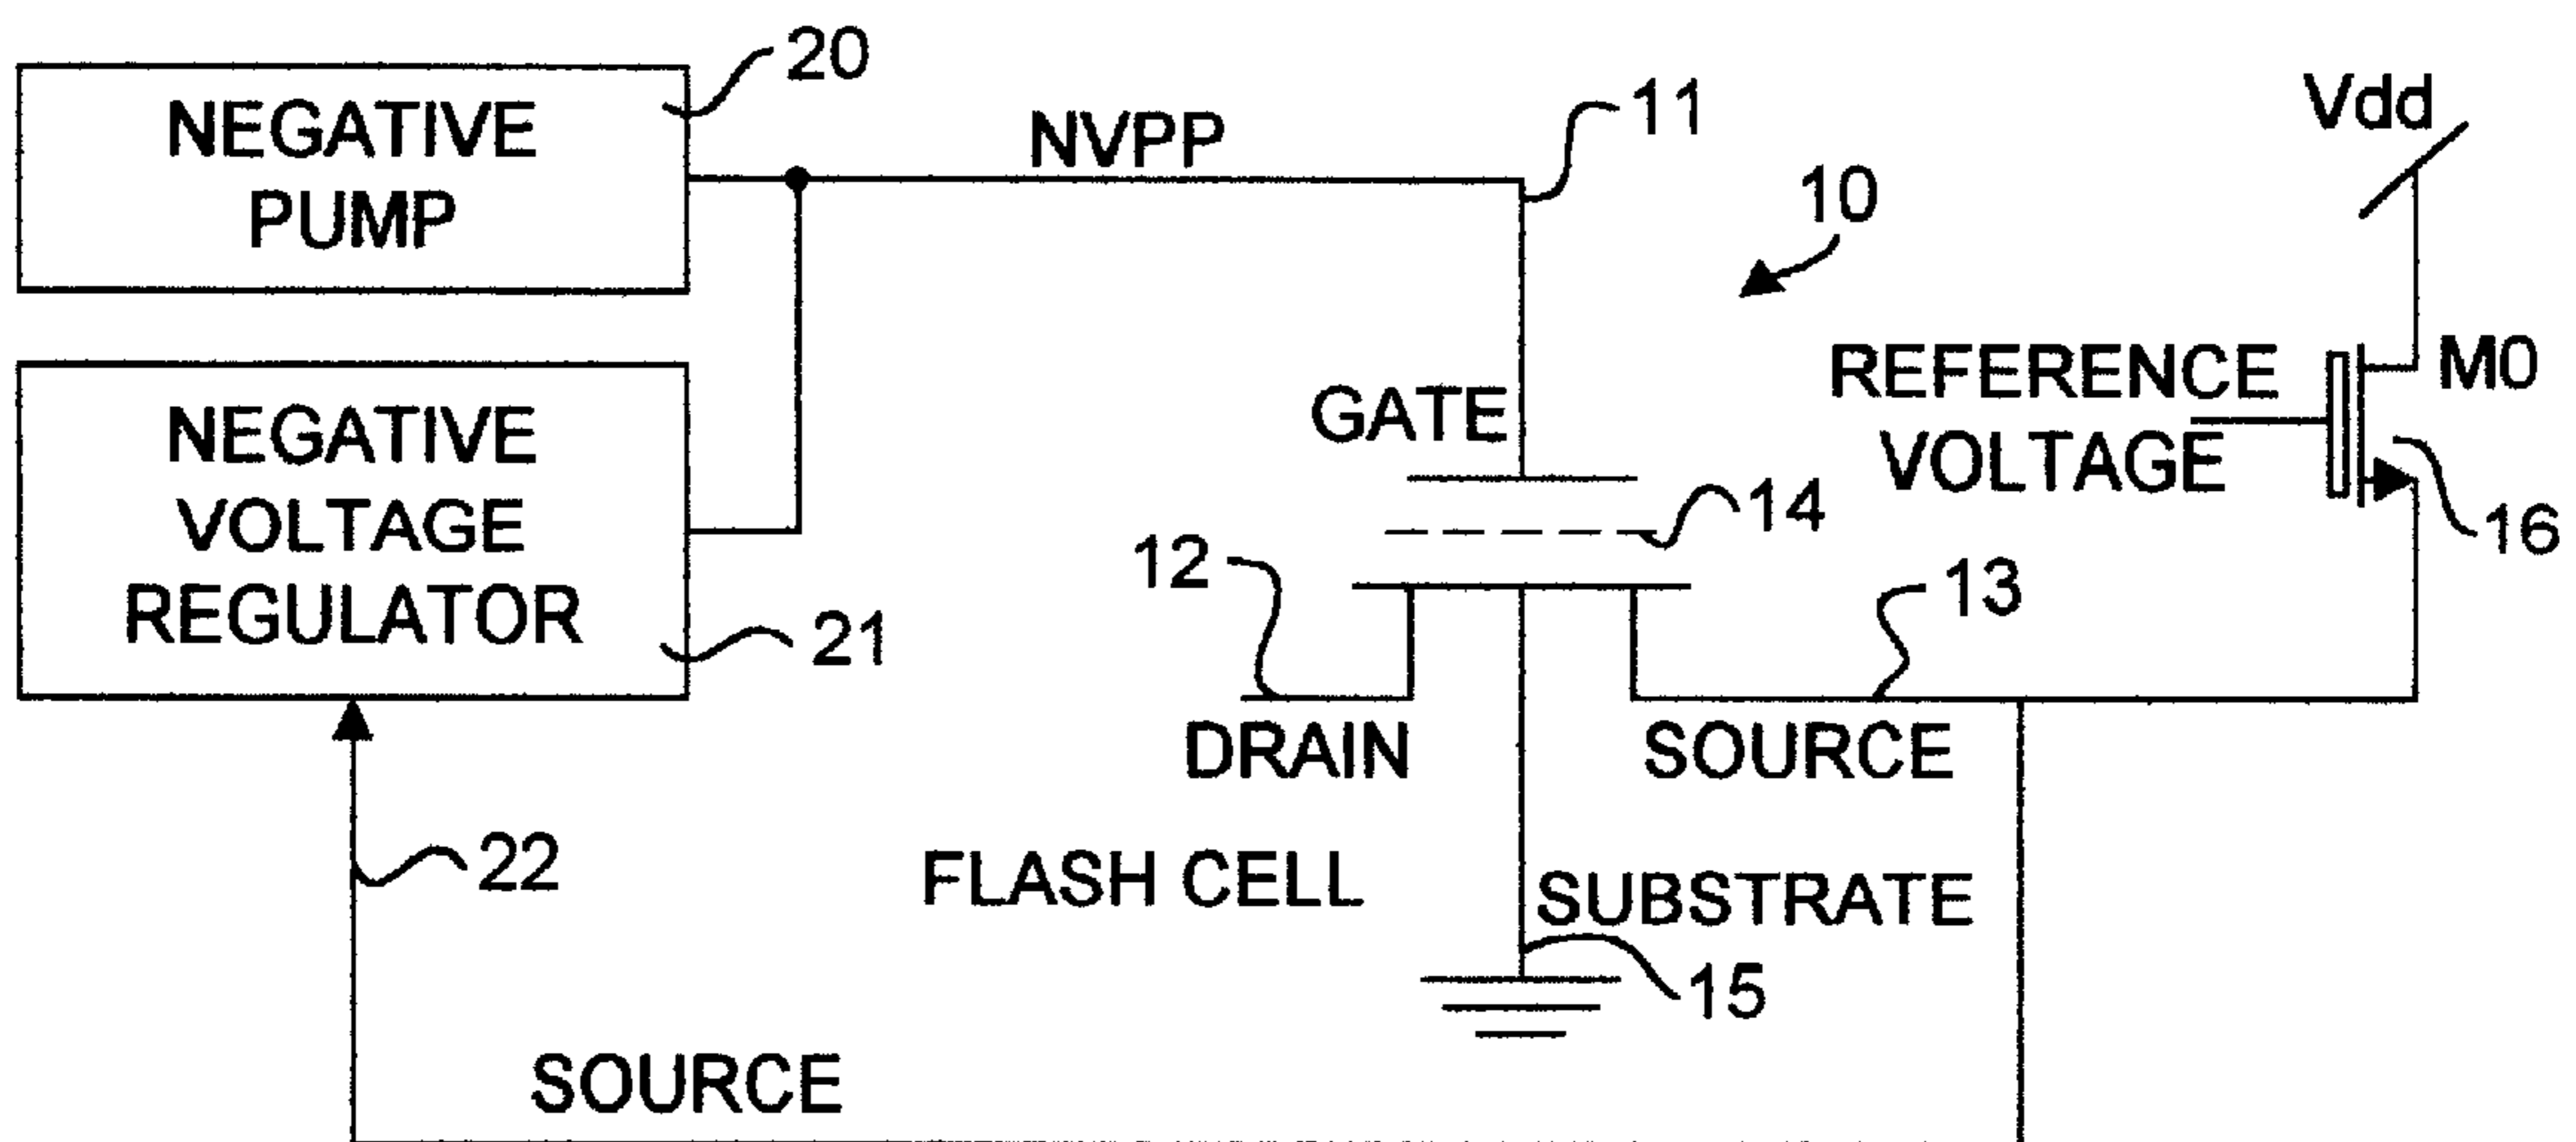 20
NEGATIVE
PUMP
NVPP
11
Vdd
10
NEGATIVE
VOLTAGE
REGULATOR
21
GATE
REFERENCE
VOLTAGE
M0
16
14
12
13
DRAIN
SOURCE
22
FLASH CELL
SUBSTRATE
15
SOURCE